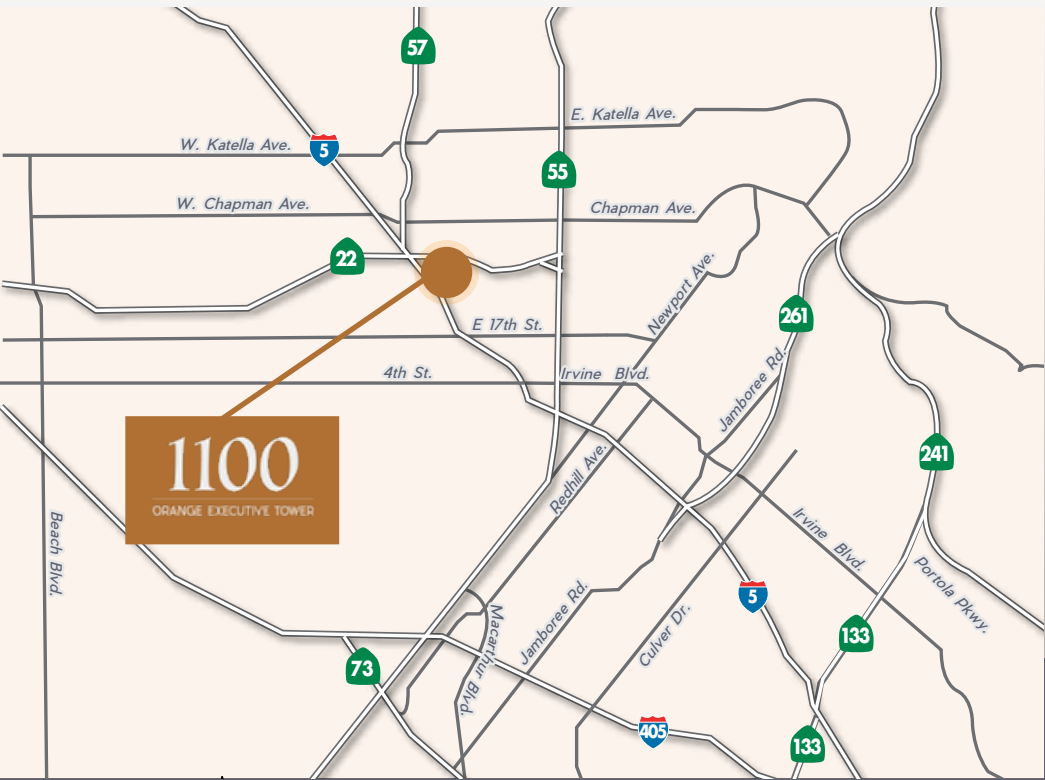 57
E. Katella Ave.
W. Katella Ave.
5
55
W. Chapman Ave.
Chapman Ave.
22
Newport Ave.
261
E 17th St.
4th St.
Irvine Blvd.
Jamboree Rd.
1100
ORANGE EXECUTIVE TOWER
241
Redhill Ave.
Beach Blvd.
Irvine Blvd.
Portola Pkwy.
5
Jamboree Rd.
Culver Dr.
133
Macarthur Blvd.
73
405
133